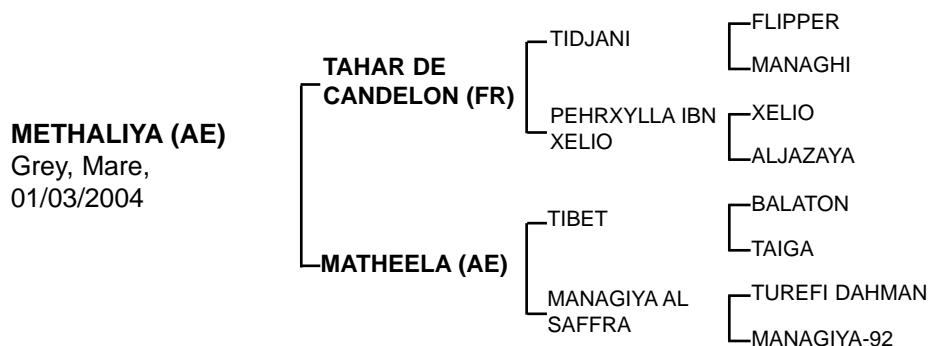 METHALIYA (AE)
Grey, Mare,
01/03/2004
TAHAR DE
CANDELON (FR)
MATHEELA (AE)
TIDJANI
PEHRXYLLA IBN
XELIO
TIBET
MANAGIYA AL
SAFFRA
FLIPPER
MANAGHI
XELIO
ALJAZAYA
BALATON
TAIGA
TUREFI DAHMAN
MANAGIYA-92